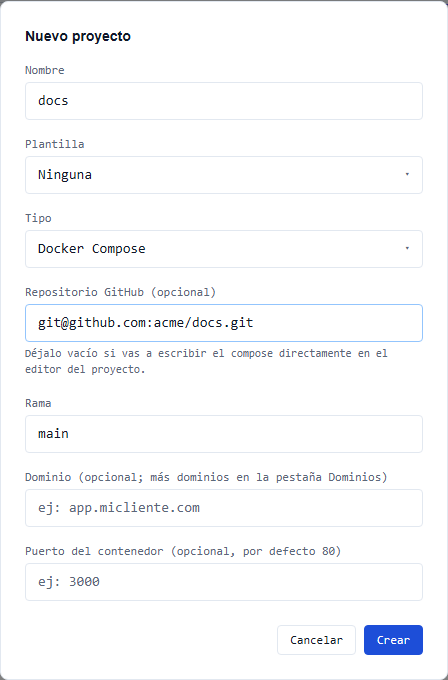 Nuevo proyecto
Nombre
docs
Plantilla
Ninguna
Tipo
Docker Compose
Repositorio GitHub (opcional)
git@github.com:acme/docs.git
Déjalo vacío si vas a escribir el compose directamente en el
editor del proyecto.
Rama
main
Dominio (opcional; más dominios en la pestaña Dominios)
ej: app.micliente.com
Puerto del contenedor (opcional, por defecto 80)
ej: 3000
Cancelar Crear